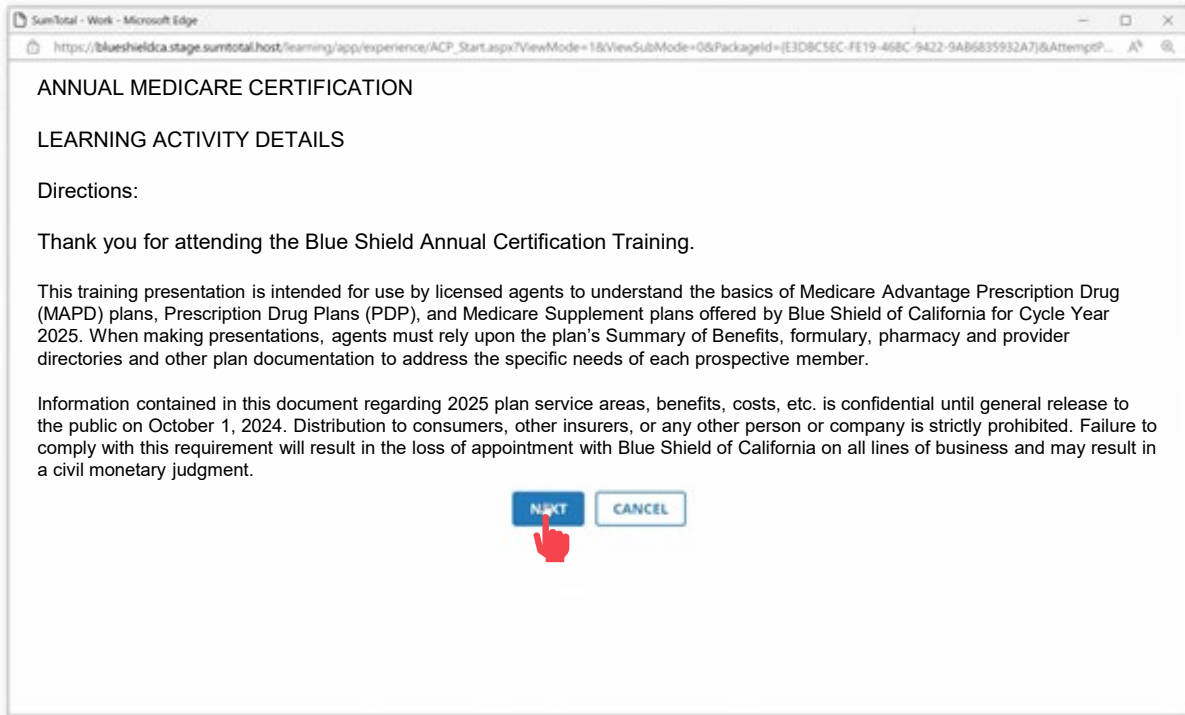 SumTotal - Work - Microsoft Edge
https://blueshieldca.stage.sumtotal.host/learning/app/experience/ACP_Start.aspx?ViewMode=1&ViewSubMode=0&PackageId={E3DBC5EC-FE19-46BC-9422-9AB6835932A7}&AttemptP...
ANNUAL MEDICARE CERTIFICATION
LEARNING ACTIVITY DETAILS
Directions:
Thank you for attending the Blue Shield Annual Certification Training.
This training presentation is intended for use by licensed agents to understand the basics of Medicare Advantage Prescription Drug
(MAPD) plans, Prescription Drug Plans (PDP), and Medicare Supplement plans offered by Blue Shield of California for Cycle Year
2025. When making presentations, agents must rely upon the plan's Summary of Benefits, formulary, pharmacy and provider
directories and other plan documentation to address the specific needs of each prospective member.
Information contained in this document regarding 2025 plan service areas, benefits, costs, etc. is confidential until general release to
the public on October 1, 2024. Distribution to consumers, other insurers, or any other person or company is strictly prohibited. Failure to
comply with this requirement will result in the loss of appointment with Blue Shield of California on all lines of business and may result in
a civil monetary judgment.
NEXT CANCEL